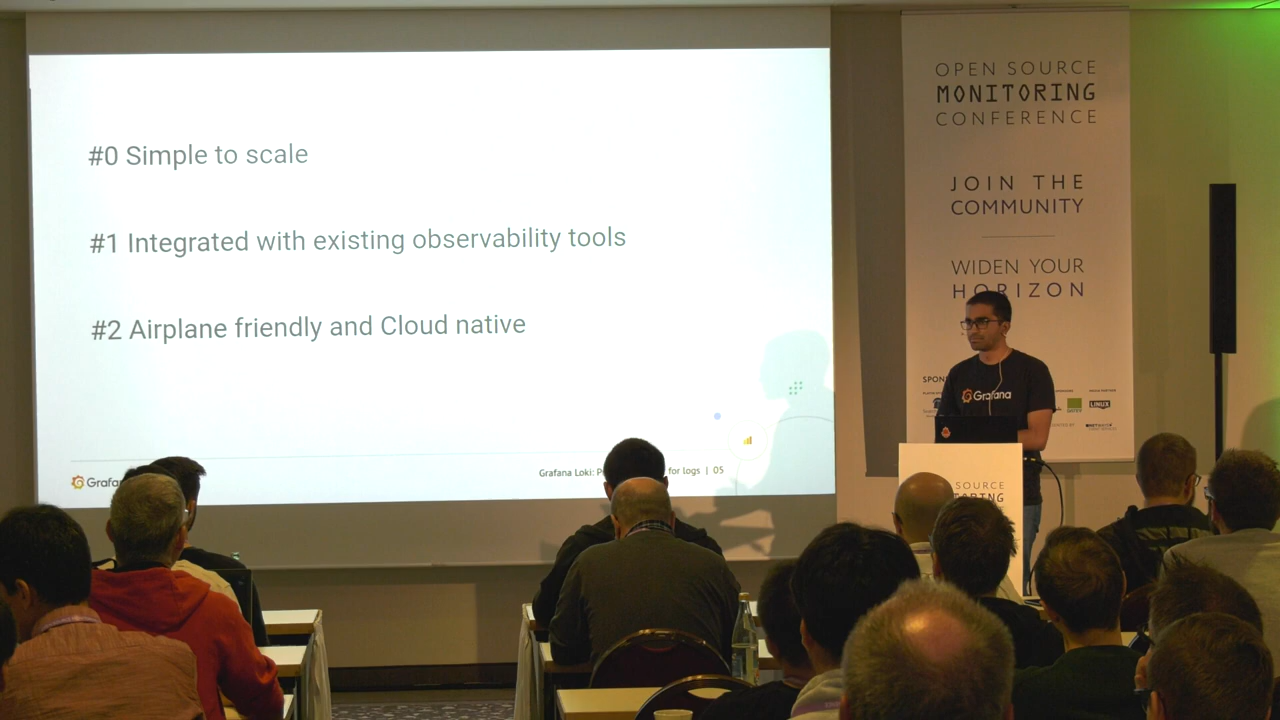 #0 Simple to scale
#1 Integrated with existing observability tools
#2 Airplane friendly and Cloud native
Grafana Loki:
for logs | 05
OPEN SOURCE
MONITORING
CONFERENCE
JOIN THE
COMMUNITY
WIDEN YOUR
HORIZON
Grafana
LINUX
SOURCE